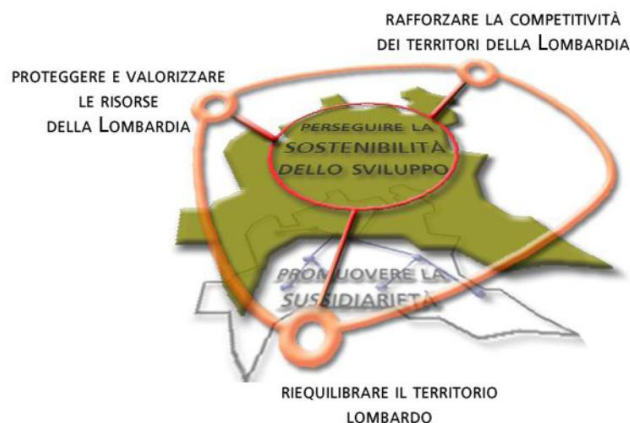 RAFFORZARE LA COMPETITIVITÀ
DEI TERRITORI DELLA LOMBARDIA
PROTEGGERE E VALORIZZARE
LE RISORSE
DELLA LOMBARDIA
PERSEGUIRE LA
SOSTENIBILITÀ
DELLO SVILUPPO
PROMUOVERE LA
SUSSIDIARIETÀ
RIEQUILIBRARE IL TERRITORIO
LOMBARDO